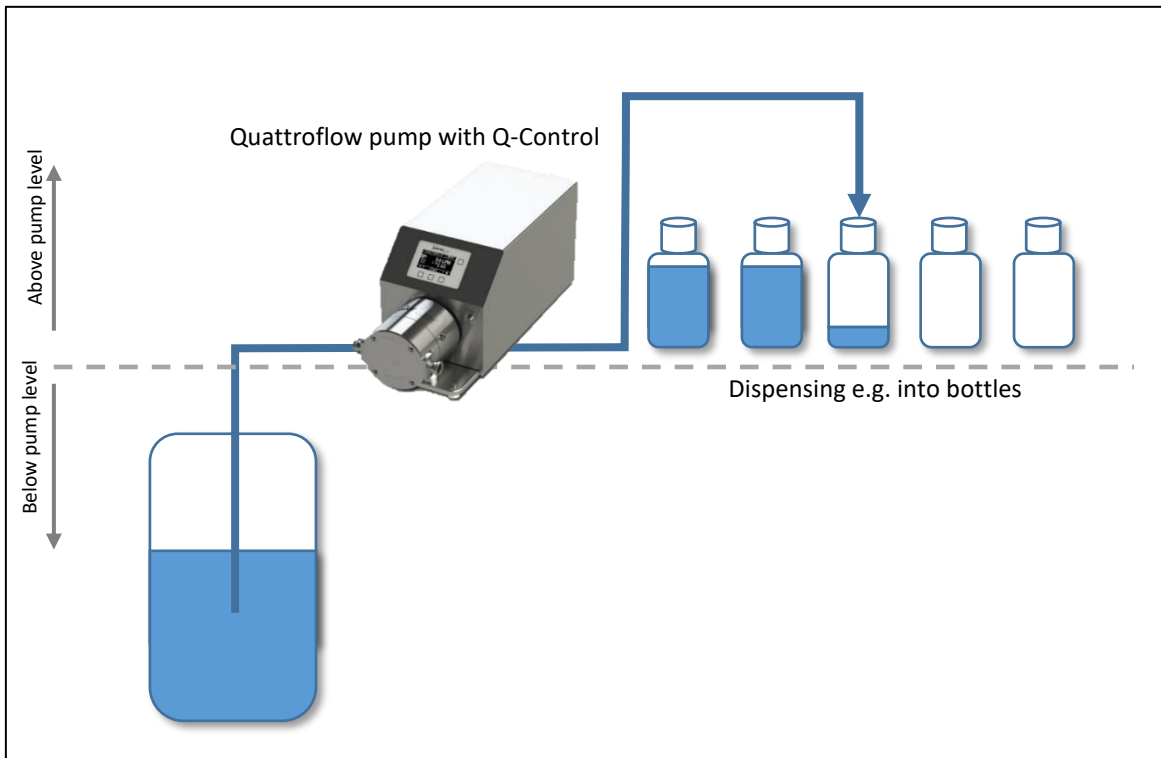 Quattroflow pump with Q-Control
Above pump level
Below pump level
Dispensing e.g. into bottles